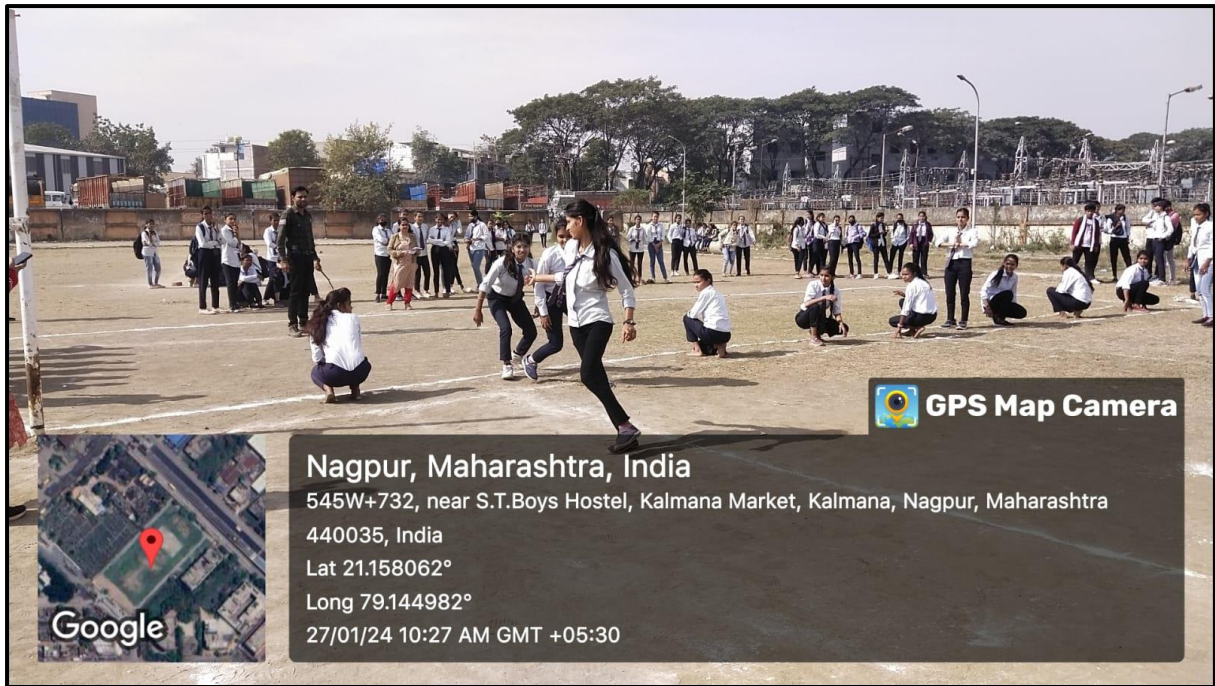 GPS Map Camera
Nagpur, Maharashtra, India
545W+732, near S.T.Boys Hostel, Kalmana Market, Kalmana, Nagpur, Maharashtra
440035, India
Lat 21.158062°
Long 79.144982°
27/01/24 10:27 AM GMT +05:30
Google